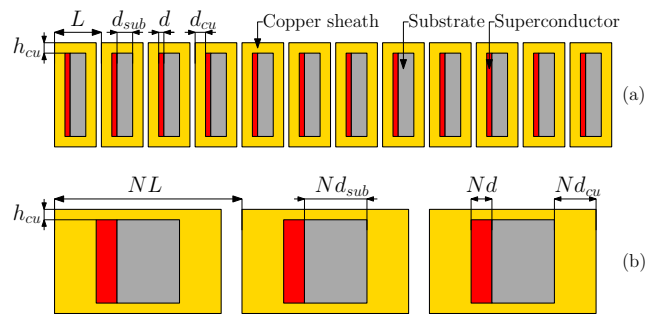 L d_sub d d_cu Copper sheath Substrate Superconductor
h_cu
(a)
NL Nd_sub Nd Nd_cu
h_cu
(b)